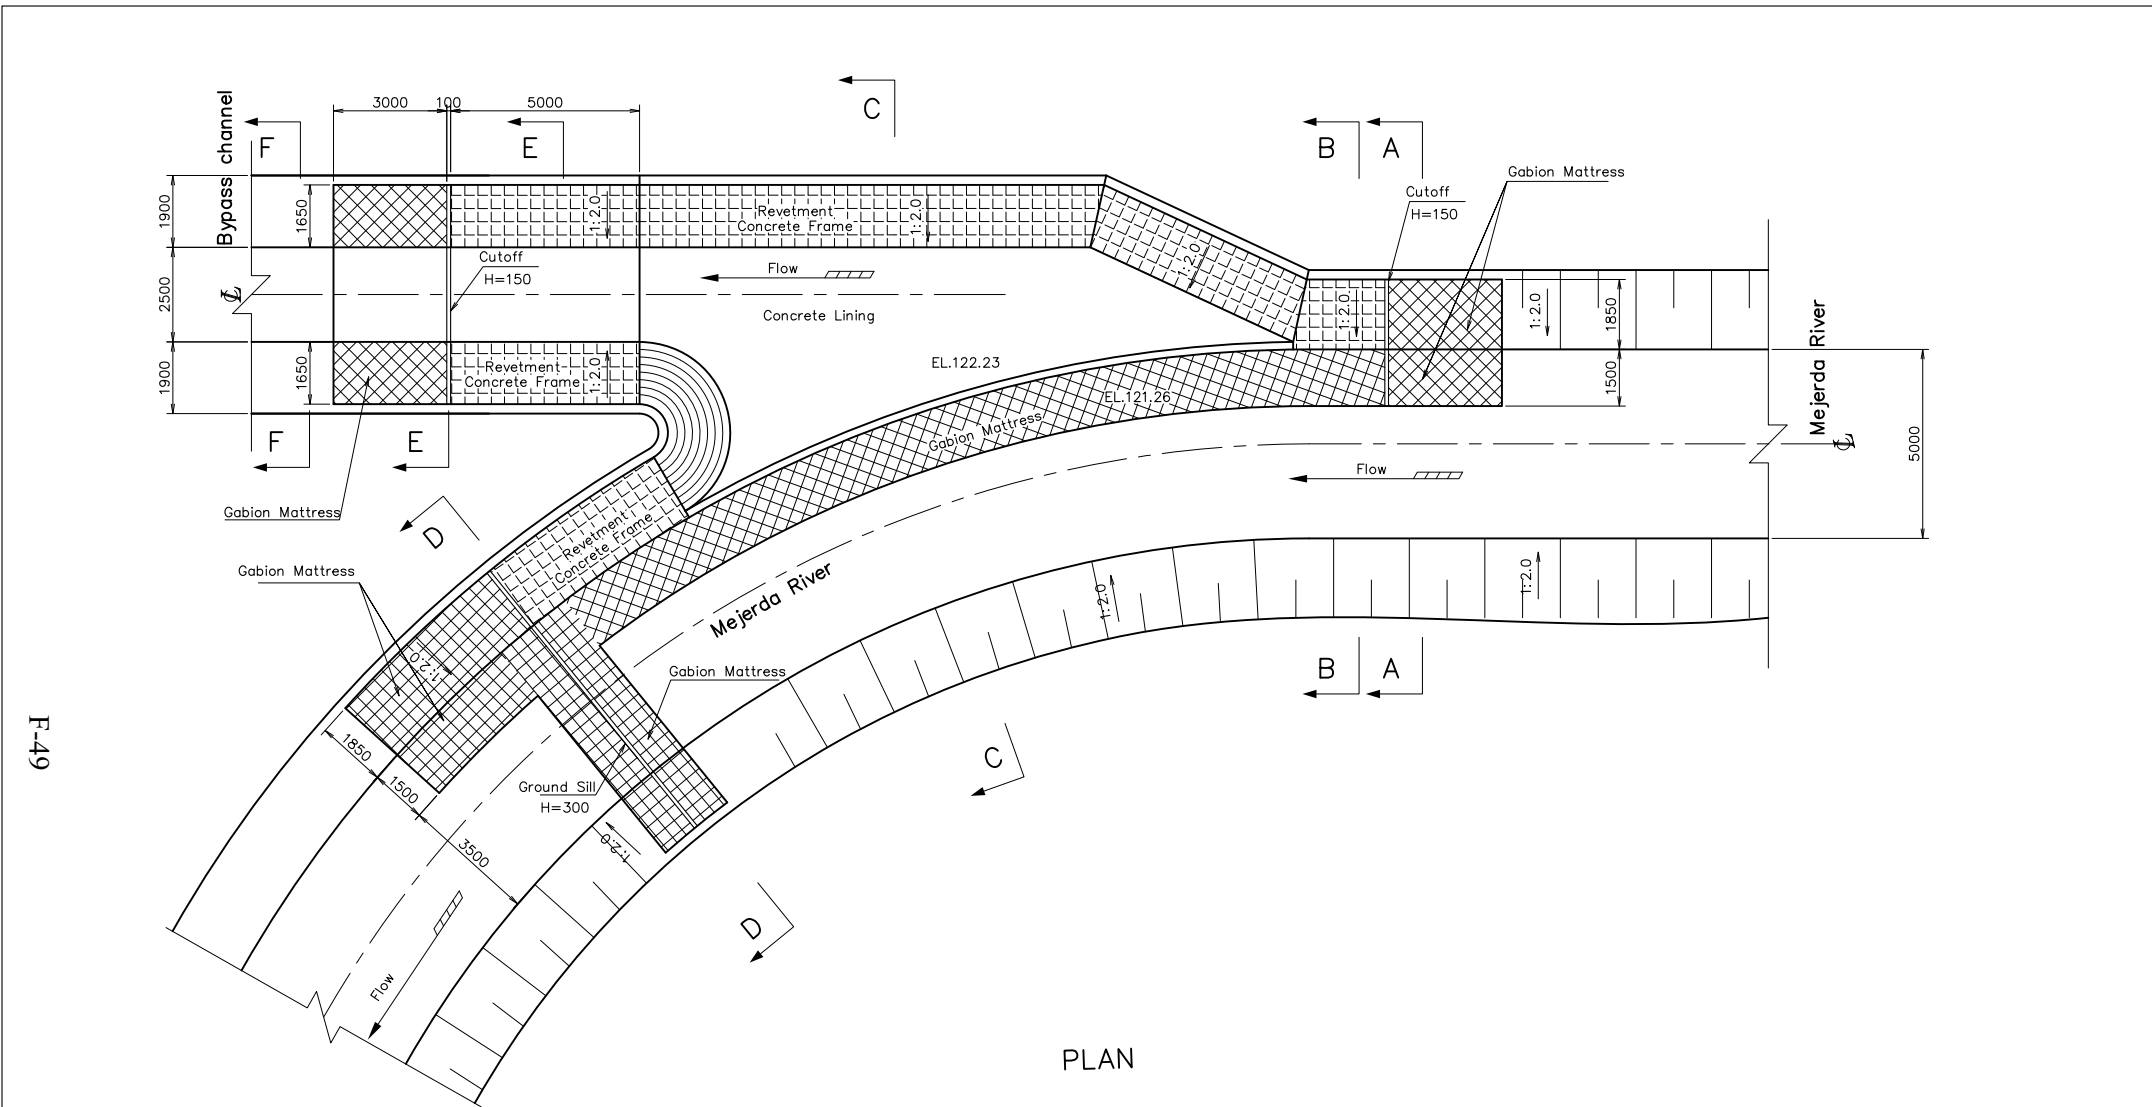 C
3000
100
5000
F
E
B
A
Bypass channel
Gabion Mattress
Cutoff
H=150
1900
1650
1:2.0
Revetment
Concrete Frame
1:2.0
1:2.0
Cutoff
H=150
Flow
2500
Concrete Lining
1:2.0
1:2.0
1850
Mejerda River
EL.122.23
1900
1650
Revetment
Concrete Frame
1:2.0
EL.121.26
1500
Gabion Mattress
5000
F
E
Flow
Gabion Mattress
D
Revetment
Concrete Frame
Gabion Mattress
1:2.0
1:2.0
Mejerda River
1:2.0
Gabion Mattress
B
A
F-49
1850
1500
Ground Sill
H=300
C
3500
1:2.0
D
Flow
PLAN